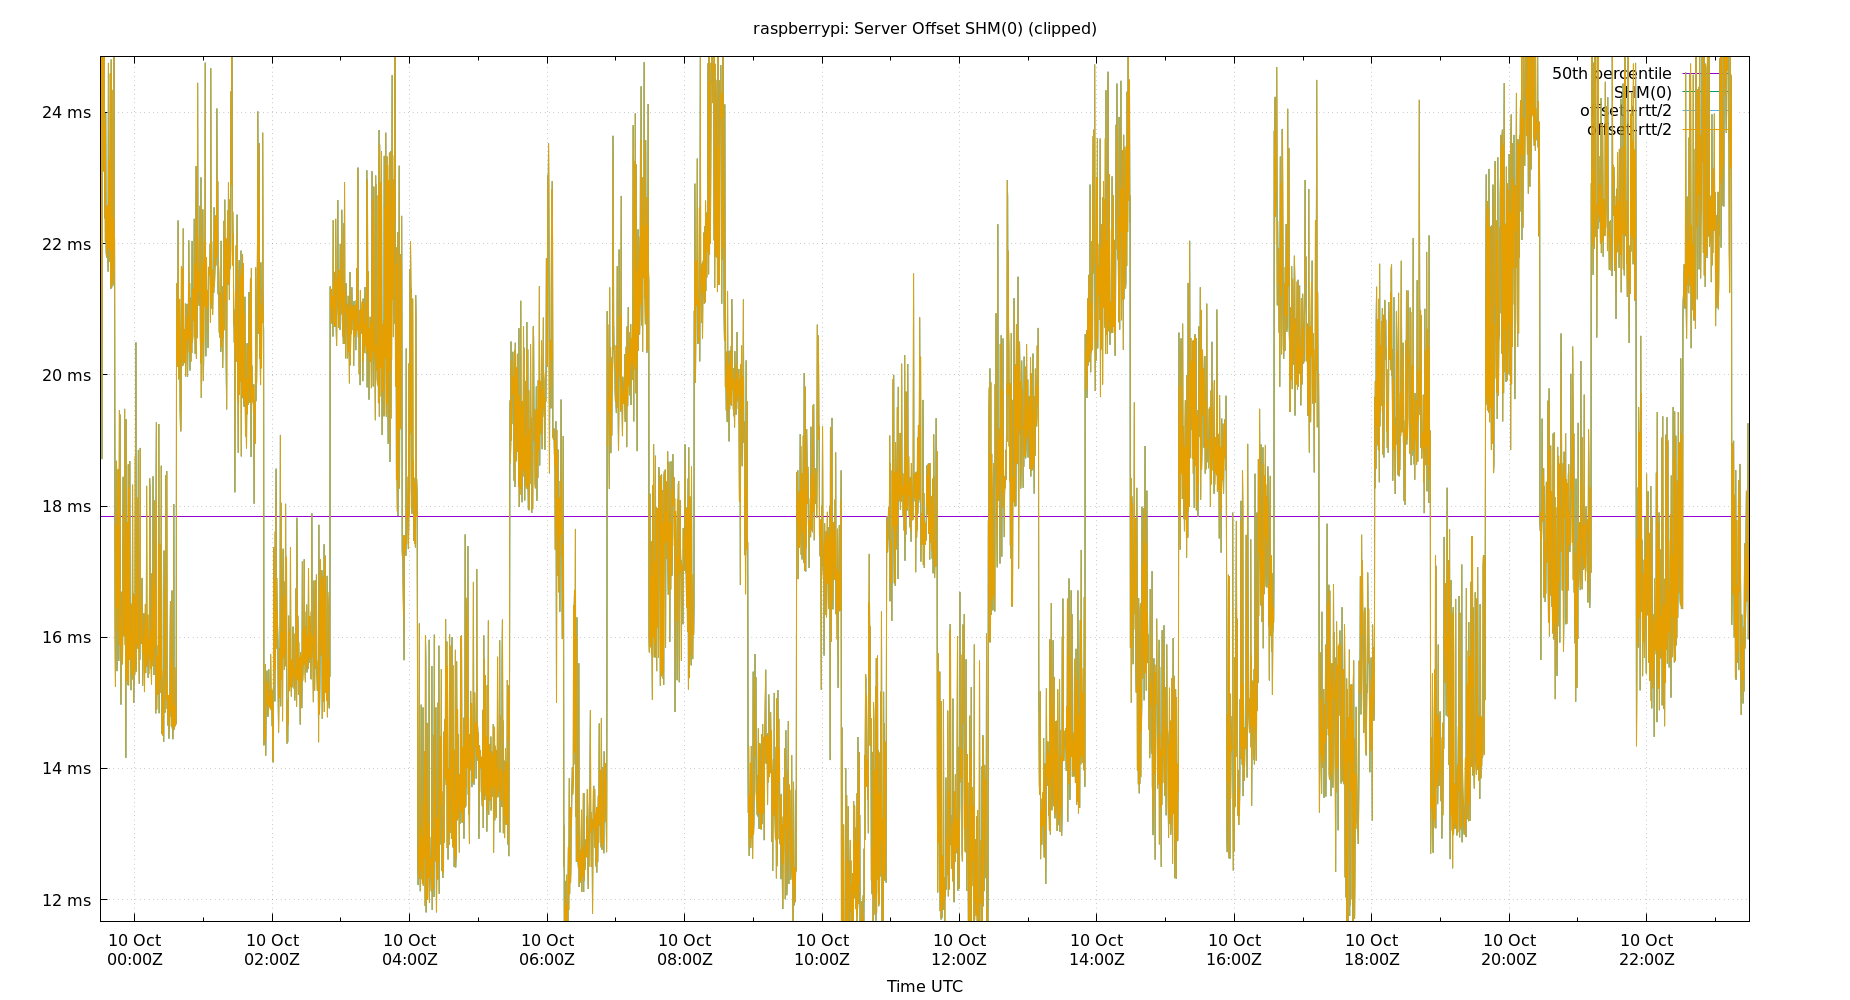 raspberrypi: Server Offset SHM(0) (clipped)
50th percentile
SHM(0)
offset+rtt/2
offset-rtt/2
24 ms
22 ms
20 ms
18 ms
16 ms
14 ms
12 ms
10 Oct 10 Oct 10 Oct 10 Oct 10 Oct 10 Oct 10 Oct 10 Oct 10 Oct 10 Oct 10 Oct 10 Oct
00:00Z 02:00Z 04:00Z 06:00Z 08:00Z 10:00Z 12:00Z 14:00Z 16:00Z 18:00Z 20:00Z 22:00Z
Time UTC